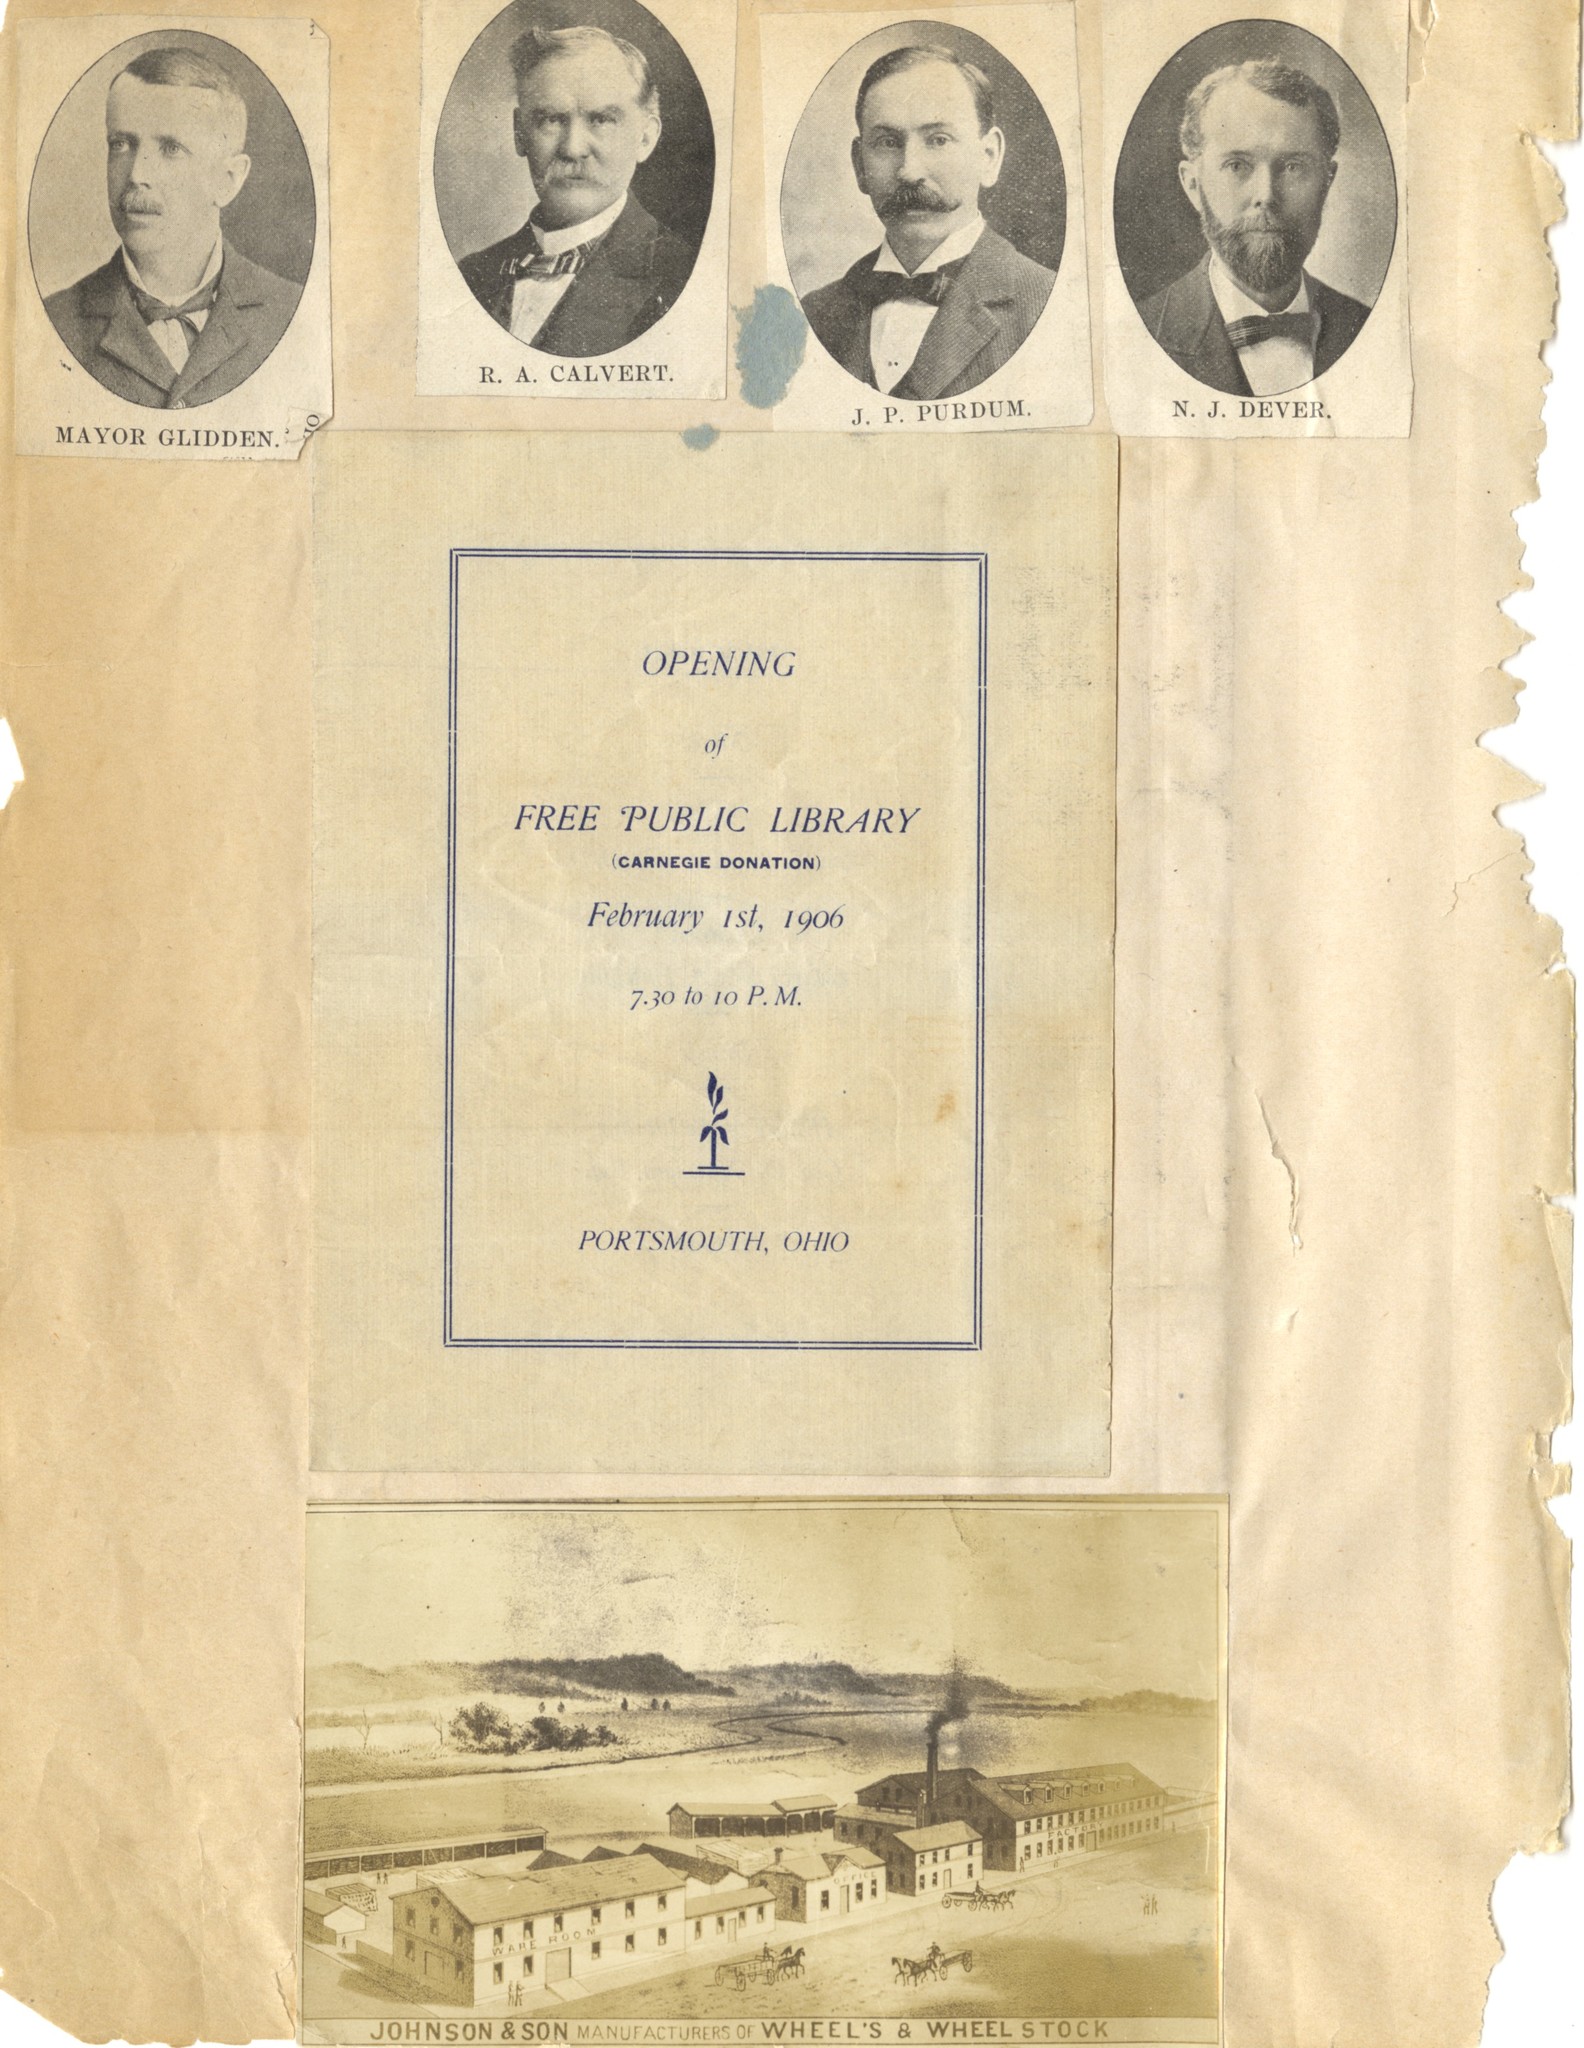 MAYOR GLIDDEN.
R. A. CALVERT.
J. P. PURDUM.
N. J. DEVER.
OPENING
of
FREE PUBLIC LIBRARY
(CARNEGIE DONATION)
February 1st, 1906
7.30 to 10 P. M.
PORTSMOUTH, OHIO
WARE ROOM
OFFICE
FACTORY
JOHNSON & SON MANUFACTURERS OF WHEEL'S & WHEEL STOCK